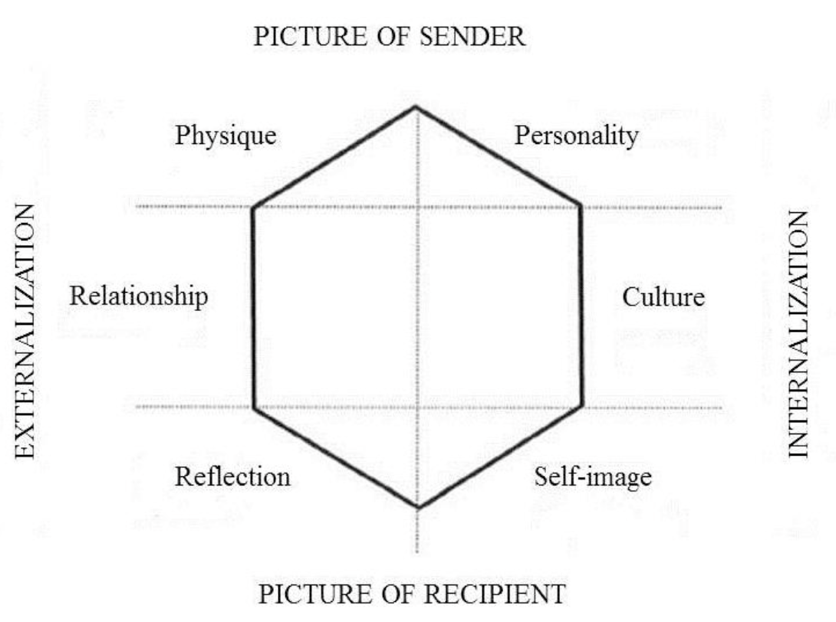 PICTURE OF SENDER
Physique
Personality
EXTERNALIZATION
Relationship
Culture
INTERNALIZATION
Reflection
Self-image
PICTURE OF RECIPIENT